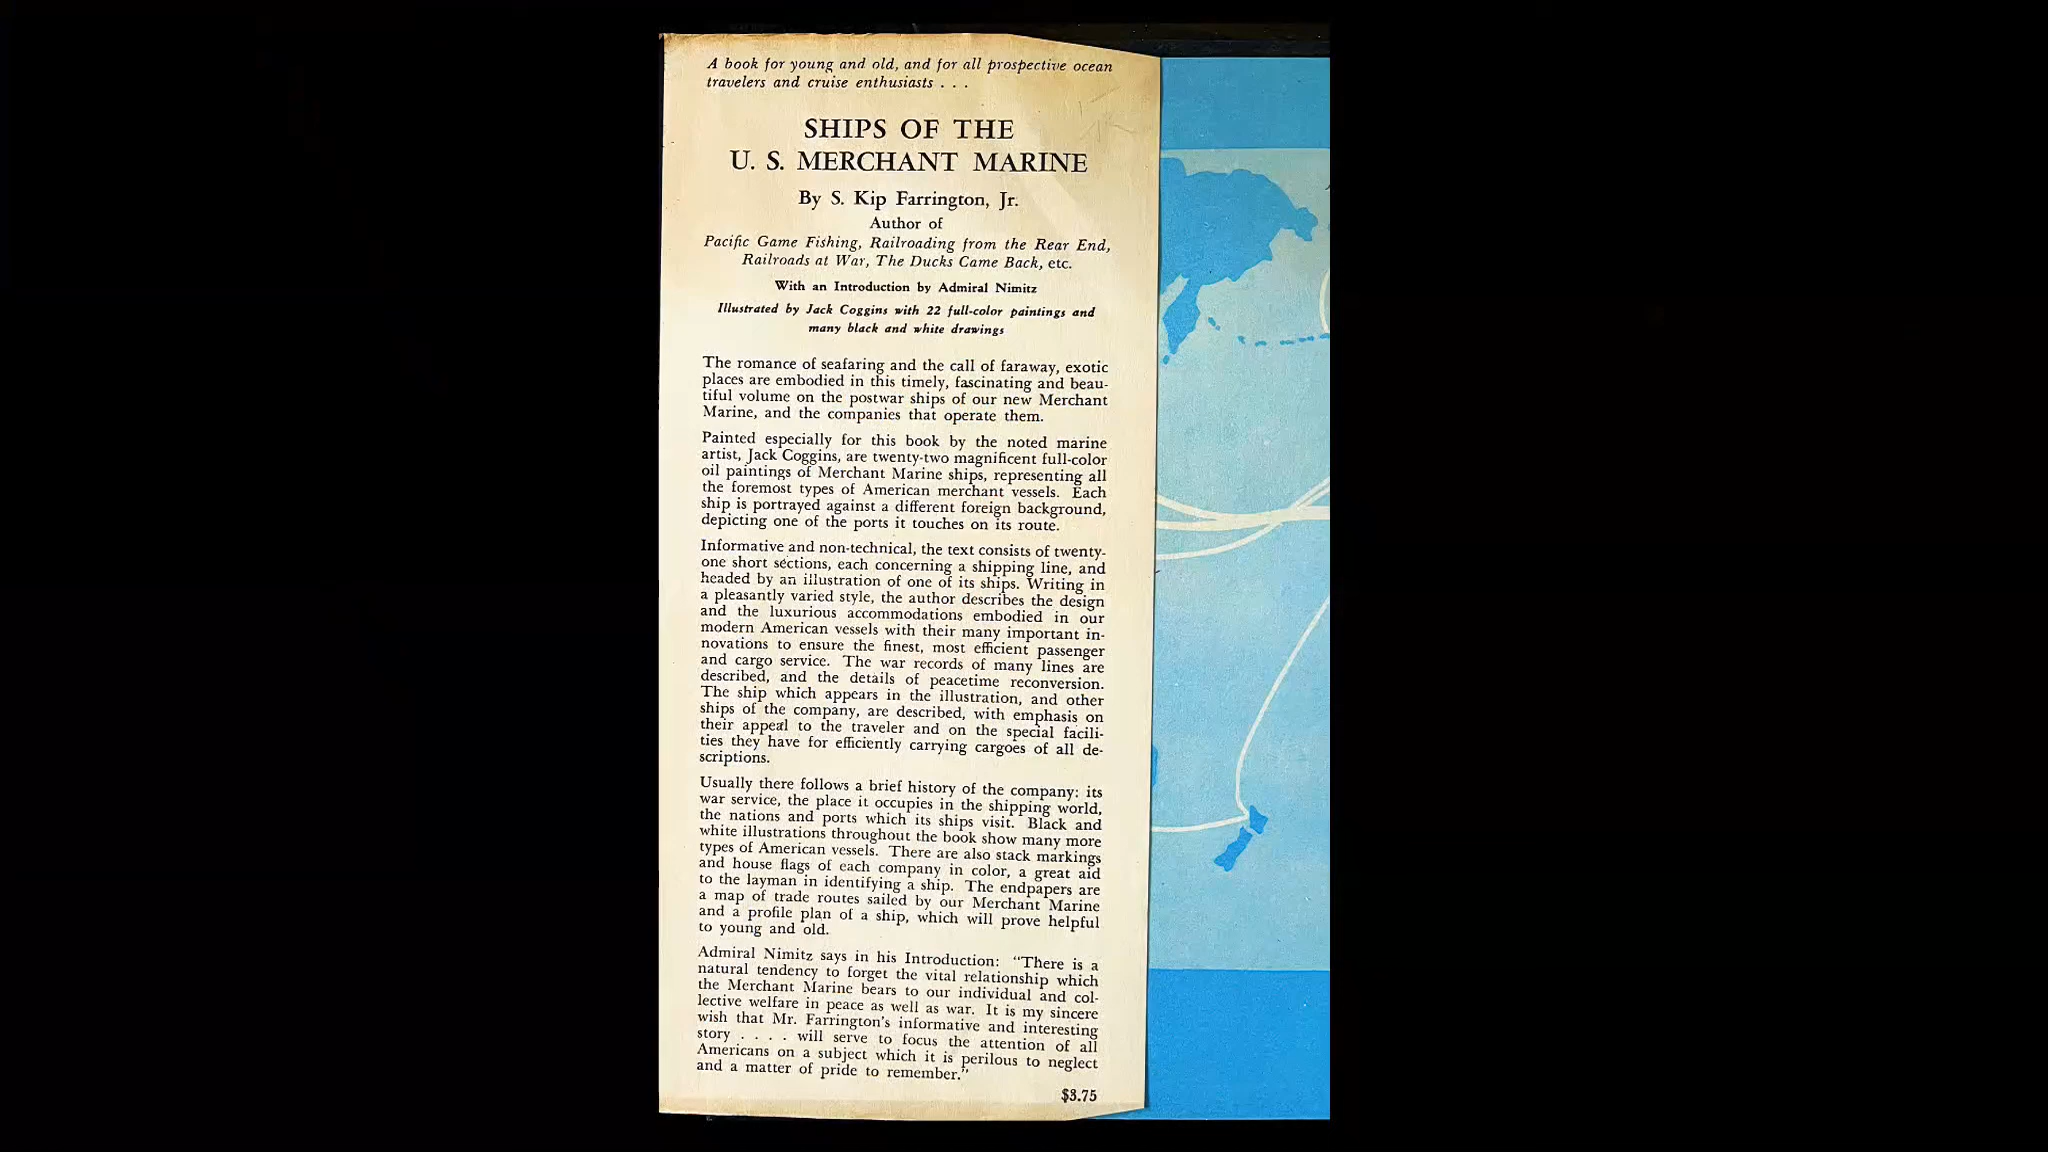 A book for young and old, and for all prospective ocean
travelers and cruise enthusiasts . . .
SHIPS OF THE
U. S. MERCHANT MARINE
By S. Kip Farrington, Jr.
Author of
Pacific Game Fishing, Railroading from the Rear End,
Railroads at War, The Ducks Came Back, etc.
With an Introduction by Admiral Nimitz
Illustrated by Jack Coggins with 22 full-color paintings and
many black and white drawings
The romance of seafaring and the call of faraway, exotic
places are embodied in this timely, fascinating and beau-
tiful volume on the postwar ships of our new Merchant
Marine, and the companies that operate them.
Painted especially for this book by the noted marine
artist, Jack Coggins, are twenty-two magnificent full-color
oil paintings of Merchant Marine ships, representing all
the foremost types of American merchant vessels. Each
ship is portrayed against a different foreign background,
depicting one of the ports it touches on its route.
Informative and non-technical, the text consists of twenty-
one short sections, each concerning a shipping line, and
headed by an illustration of one of its ships. Writing in
a pleasantly varied style, the author describes the design
and the luxurious accommodations embodied in our
modern American vessels with their many important in-
novations to ensure the finest, most efficient passenger
and cargo service. The war records of many lines are
described, and the details of peacetime reconversion.
The ship which appears in the illustration, and other
ships of the company, are described, with emphasis on
their appeal to the traveler and on the special facili-
ties they have for efficiently carrying cargoes of all de-
scriptions.
Usually there follows a brief history of the company: its
war service, the place it occupies in the shipping world,
the nations and ports which its ships visit. Black and
white illustrations throughout the book show many more
types of American vessels. There are also stack markings
and house flags of each company in color, a great aid
to the layman in identifying a ship. The endpapers are
a map of trade routes sailed by our Merchant Marine
and a profile plan of a ship, which will prove helpful
to young and old.
Admiral Nimitz says in his Introduction: "There is a
natural tendency to forget the vital relationship which
the Merchant Marine bears to our individual and col-
lective welfare in peace as well as war. It is my sincere
wish that Mr. Farrington's informative and interesting
story . . . . will serve to focus the attention of all
Americans on a subject which it is perilous to neglect
and a matter of pride to remember."
$3.75